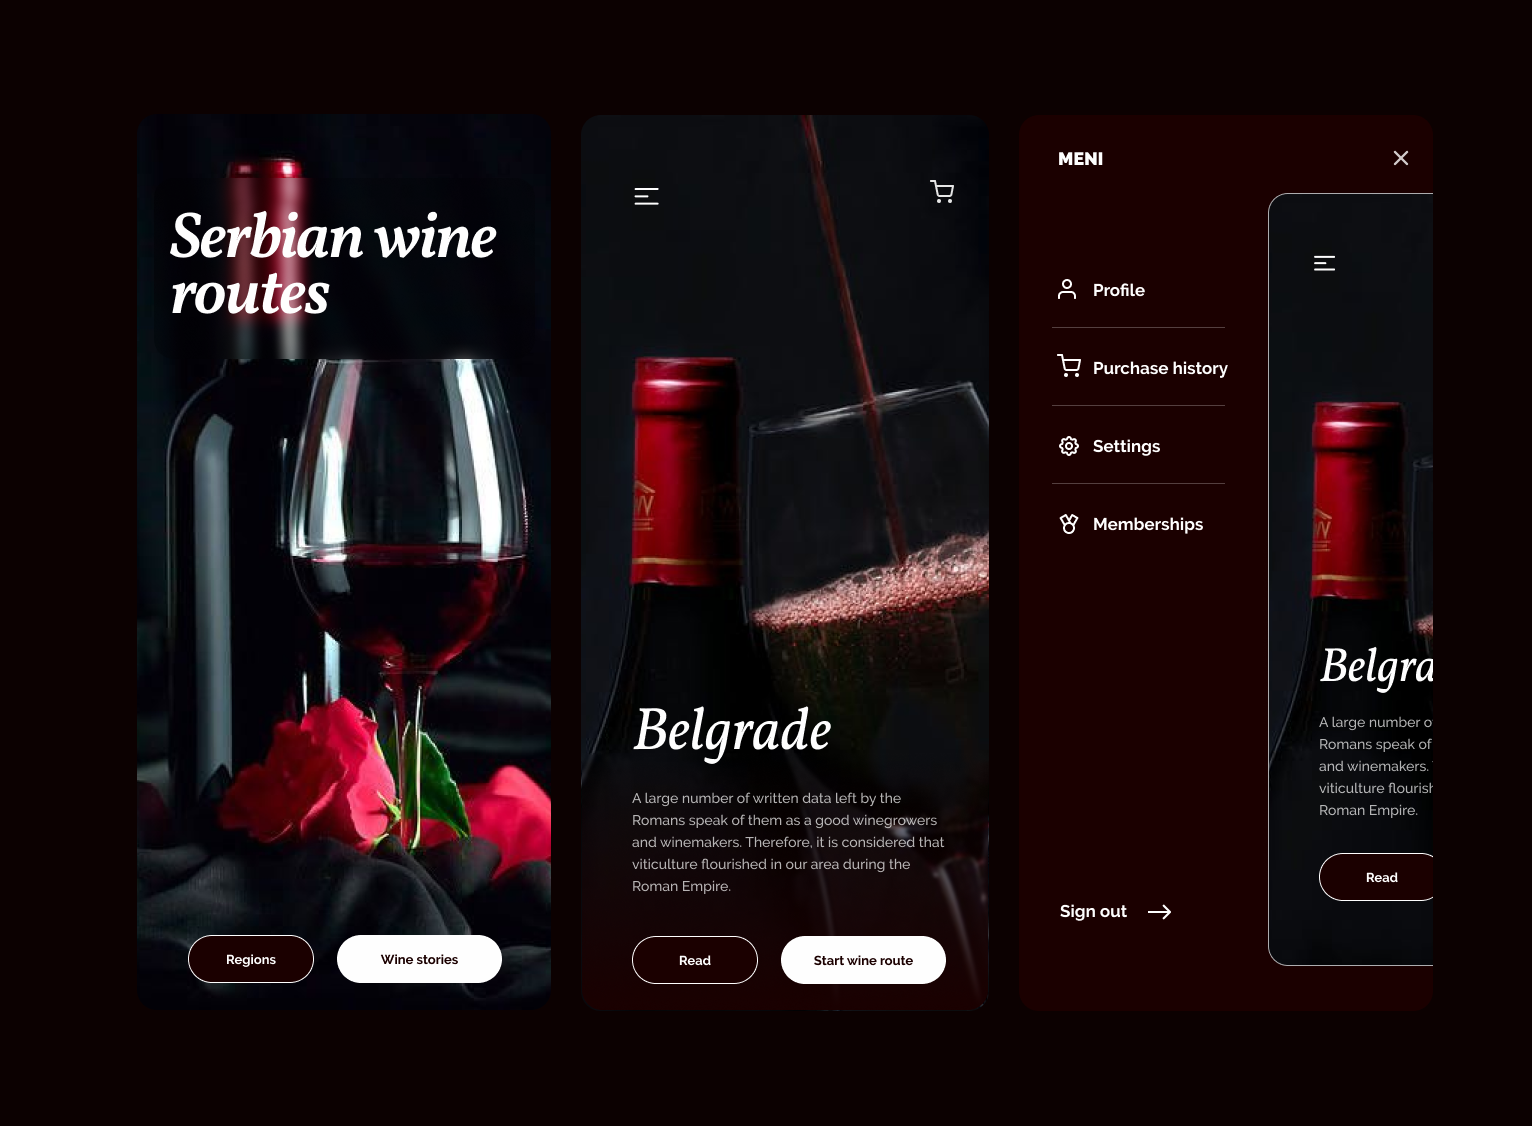 Serbian wine
routes
Regions
Wine stories
Belgrade
A large number of written data left by the
Romans speak of them as a good winegrowers
and winemakers. Therefore, it is considered that
viticulture flourished in our area during the
Roman Empire.
Read
Start wine route
MENI
Profile
Purchase history
Settings
Memberships
Sign out
Belgra
A large number o
Romans speak of
and winemakers.
viticulture flourish
Roman Empire.
Read